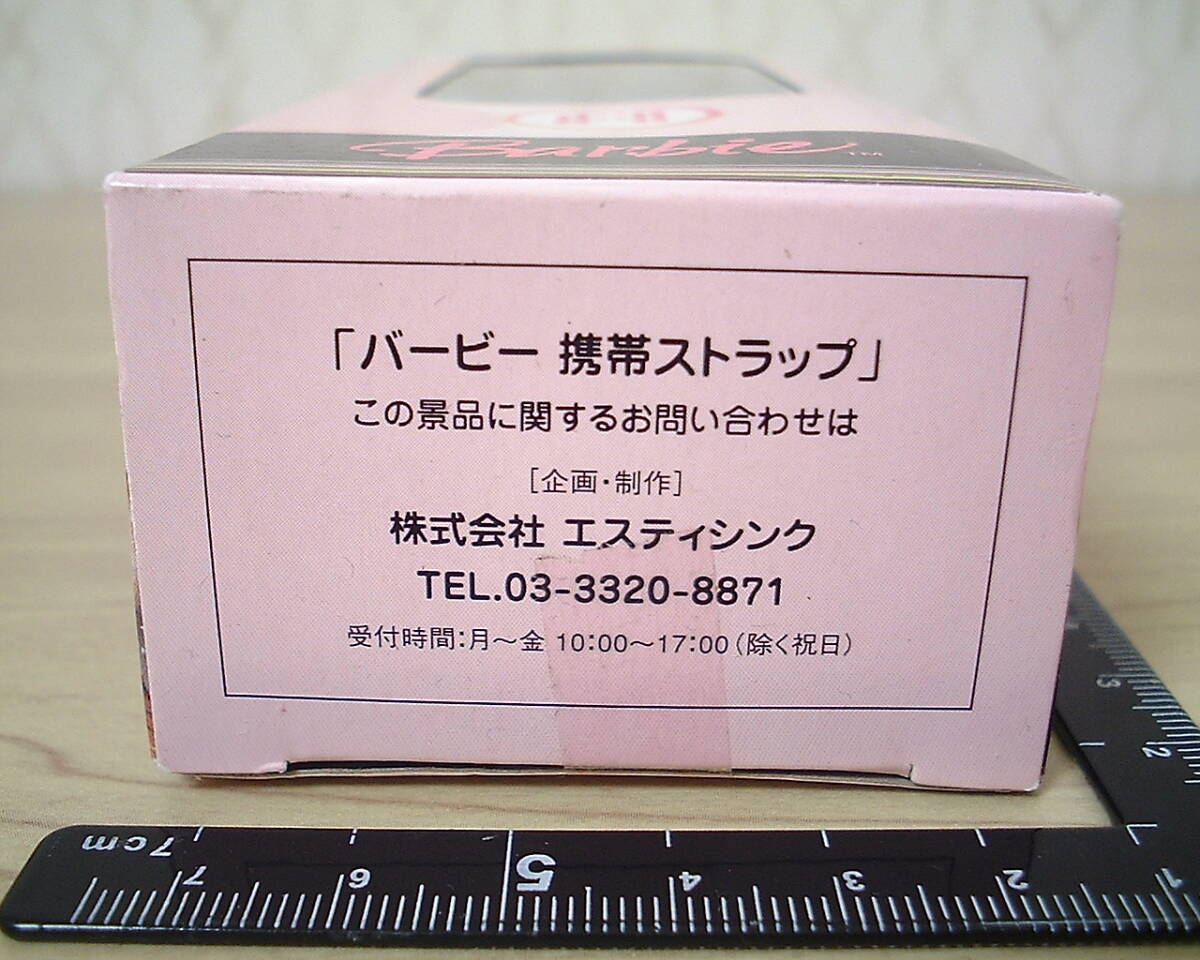 Barbie™
「バービー 携帯ストラップ」
この景品に関するお問い合わせは
[企画・制作]
株式会社 エスティシンク
TEL.03-3320-8871
受付時間:月〜金 10:00〜17:00(除く祝日)
3
2
7cm
7 6 5 4 3 2 1